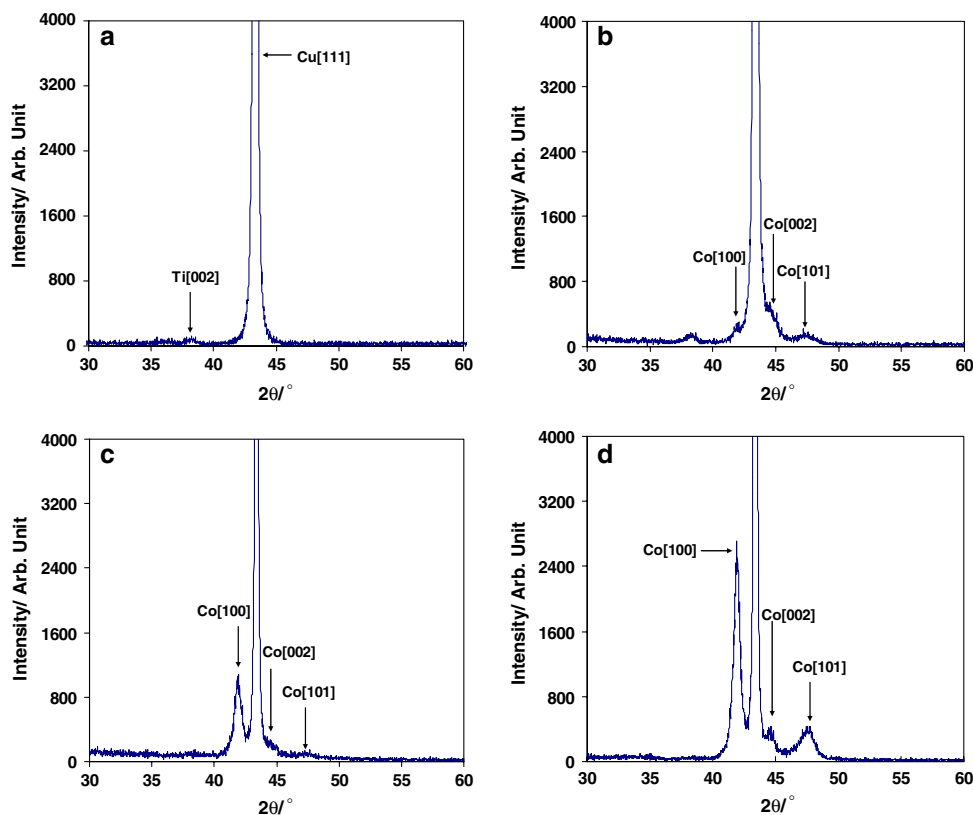 a
Cu[111]
Ti[002]
4000
3200
2400
1600
800
0
30 35 40 45 50 55 60
Intensity/ Arb. Unit
2θ/°
b
Co[002]
Co[100]
Co[101]
4000
3200
2400
1600
800
0
30 35 40 45 50 55 60
Intensity/ Arb. Unit
2θ/°
c
Co[100]
Co[002]
Co[101]
4000
3200
2400
1600
800
0
30 35 40 45 50 55 60
Intensity/ Arb. Unit
2θ/°
d
Co[100]
Co[002]
Co[101]
4000
3200
2400
1600
800
0
30 35 40 45 50 55 60
Intensity/ Arb. Unit
2θ/°